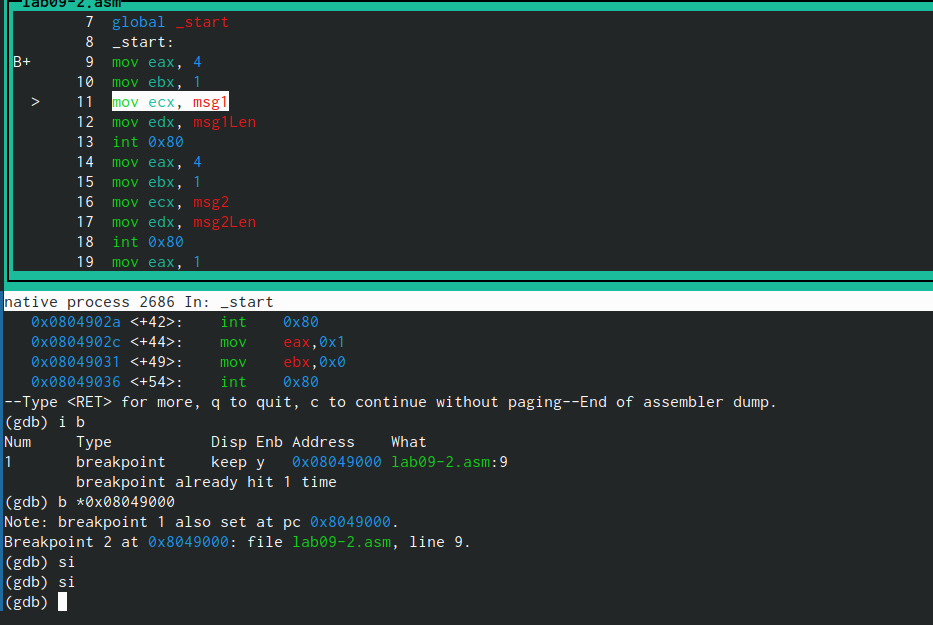 lab09-2.asm
7 global _start
8 _start:
B+ 9 mov eax, 4
10 mov ebx, 1
> 11 mov ecx, msg1
12 mov edx, msg1Len
13 int 0x80
14 mov eax, 4
15 mov ebx, 1
16 mov ecx, msg2
17 mov edx, msg2Len
18 int 0x80
19 mov eax, 1
native process 2686 In: _start
0x0804902a <+42>: int 0x80
0x0804902c <+44>: mov eax,0x1
0x08049031 <+49>: mov ebx,0x0
0x08049036 <+54>: int 0x80
--Type <RET> for more, q to quit, c to continue without paging--End of assembler dump.
(gdb) i b
Num Type Disp Enb Address What
1 breakpoint keep y 0x08049000 lab09-2.asm:9
breakpoint already hit 1 time
(gdb) b *0x08049000
Note: breakpoint 1 also set at pc 0x8049000.
Breakpoint 2 at 0x8049000: file lab09-2.asm, line 9.
(gdb) si
(gdb) si
(gdb)